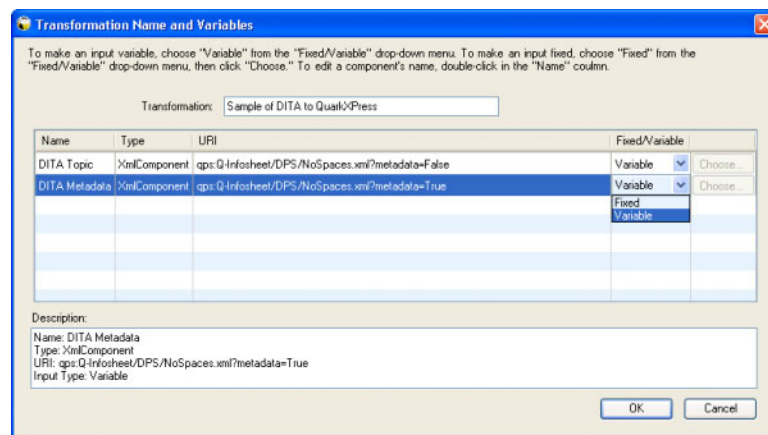 Transformation Name and Variables
To make an input variable, choose "Variable" from the "Fixed/Variable" drop-down menu. To make an input fixed, choose "Fixed" from the
"Fixed/Variable" drop-down menu, then click "Choose." To edit a component's name, double-click in the "Name" coulmn.
Transformation: Sample of DITA to QuarkXPress
Name Type URI Fixed/Variable
DITA Topic XmlComponent qps:Q-Infosheet/DPS/NoSpaces.xml?metadata=False Variable Choose...
DITA Metadata XmlComponent qps:Q-Infosheet/DPS/NoSpaces.xml?metadata=True Variable Choose...
Fixed
Variable
Description:
Name: DITA Metadata
Type: XmlComponent
URI: qps:Q-Infosheet/DPS/NoSpaces.xml?metadata=True
Input Type: Variable
OK Cancel